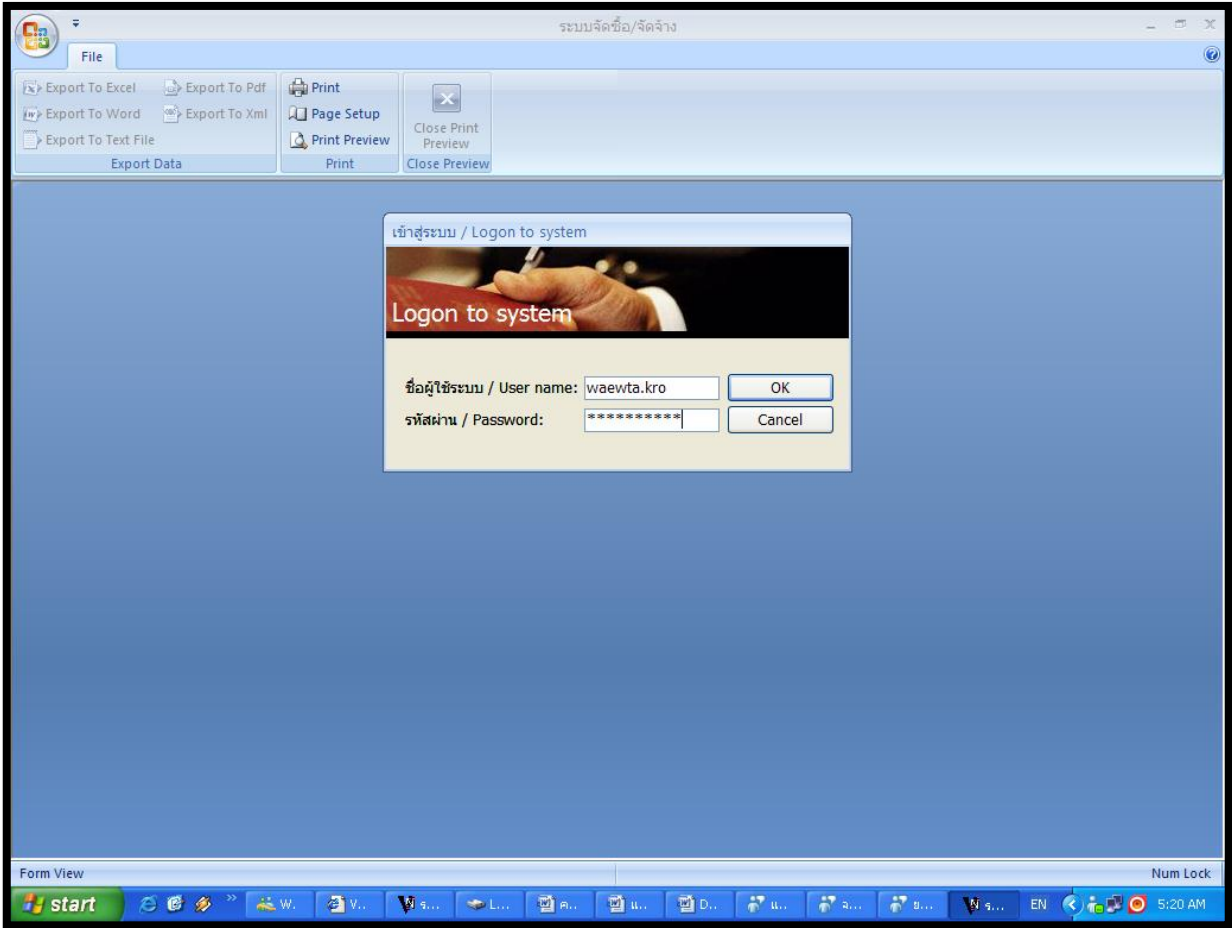 ระบบจัดซื้อ/จัดจ้าง
File
Export To Excel Export To Pdf Print
Export To Word Export To Xml Page Setup
Export To Text File Print Preview
Close Print Preview
Export Data Print Close Preview
เข้าสู่ระบบ / Logon to system
Logon to system
ชื่อผู้ใช้ระบบ / User name: waewta.kro OK
รหัสผ่าน / Password: ********** Cancel
Form View Num Lock
start W. V.. L... D.. EN 5:20 AM